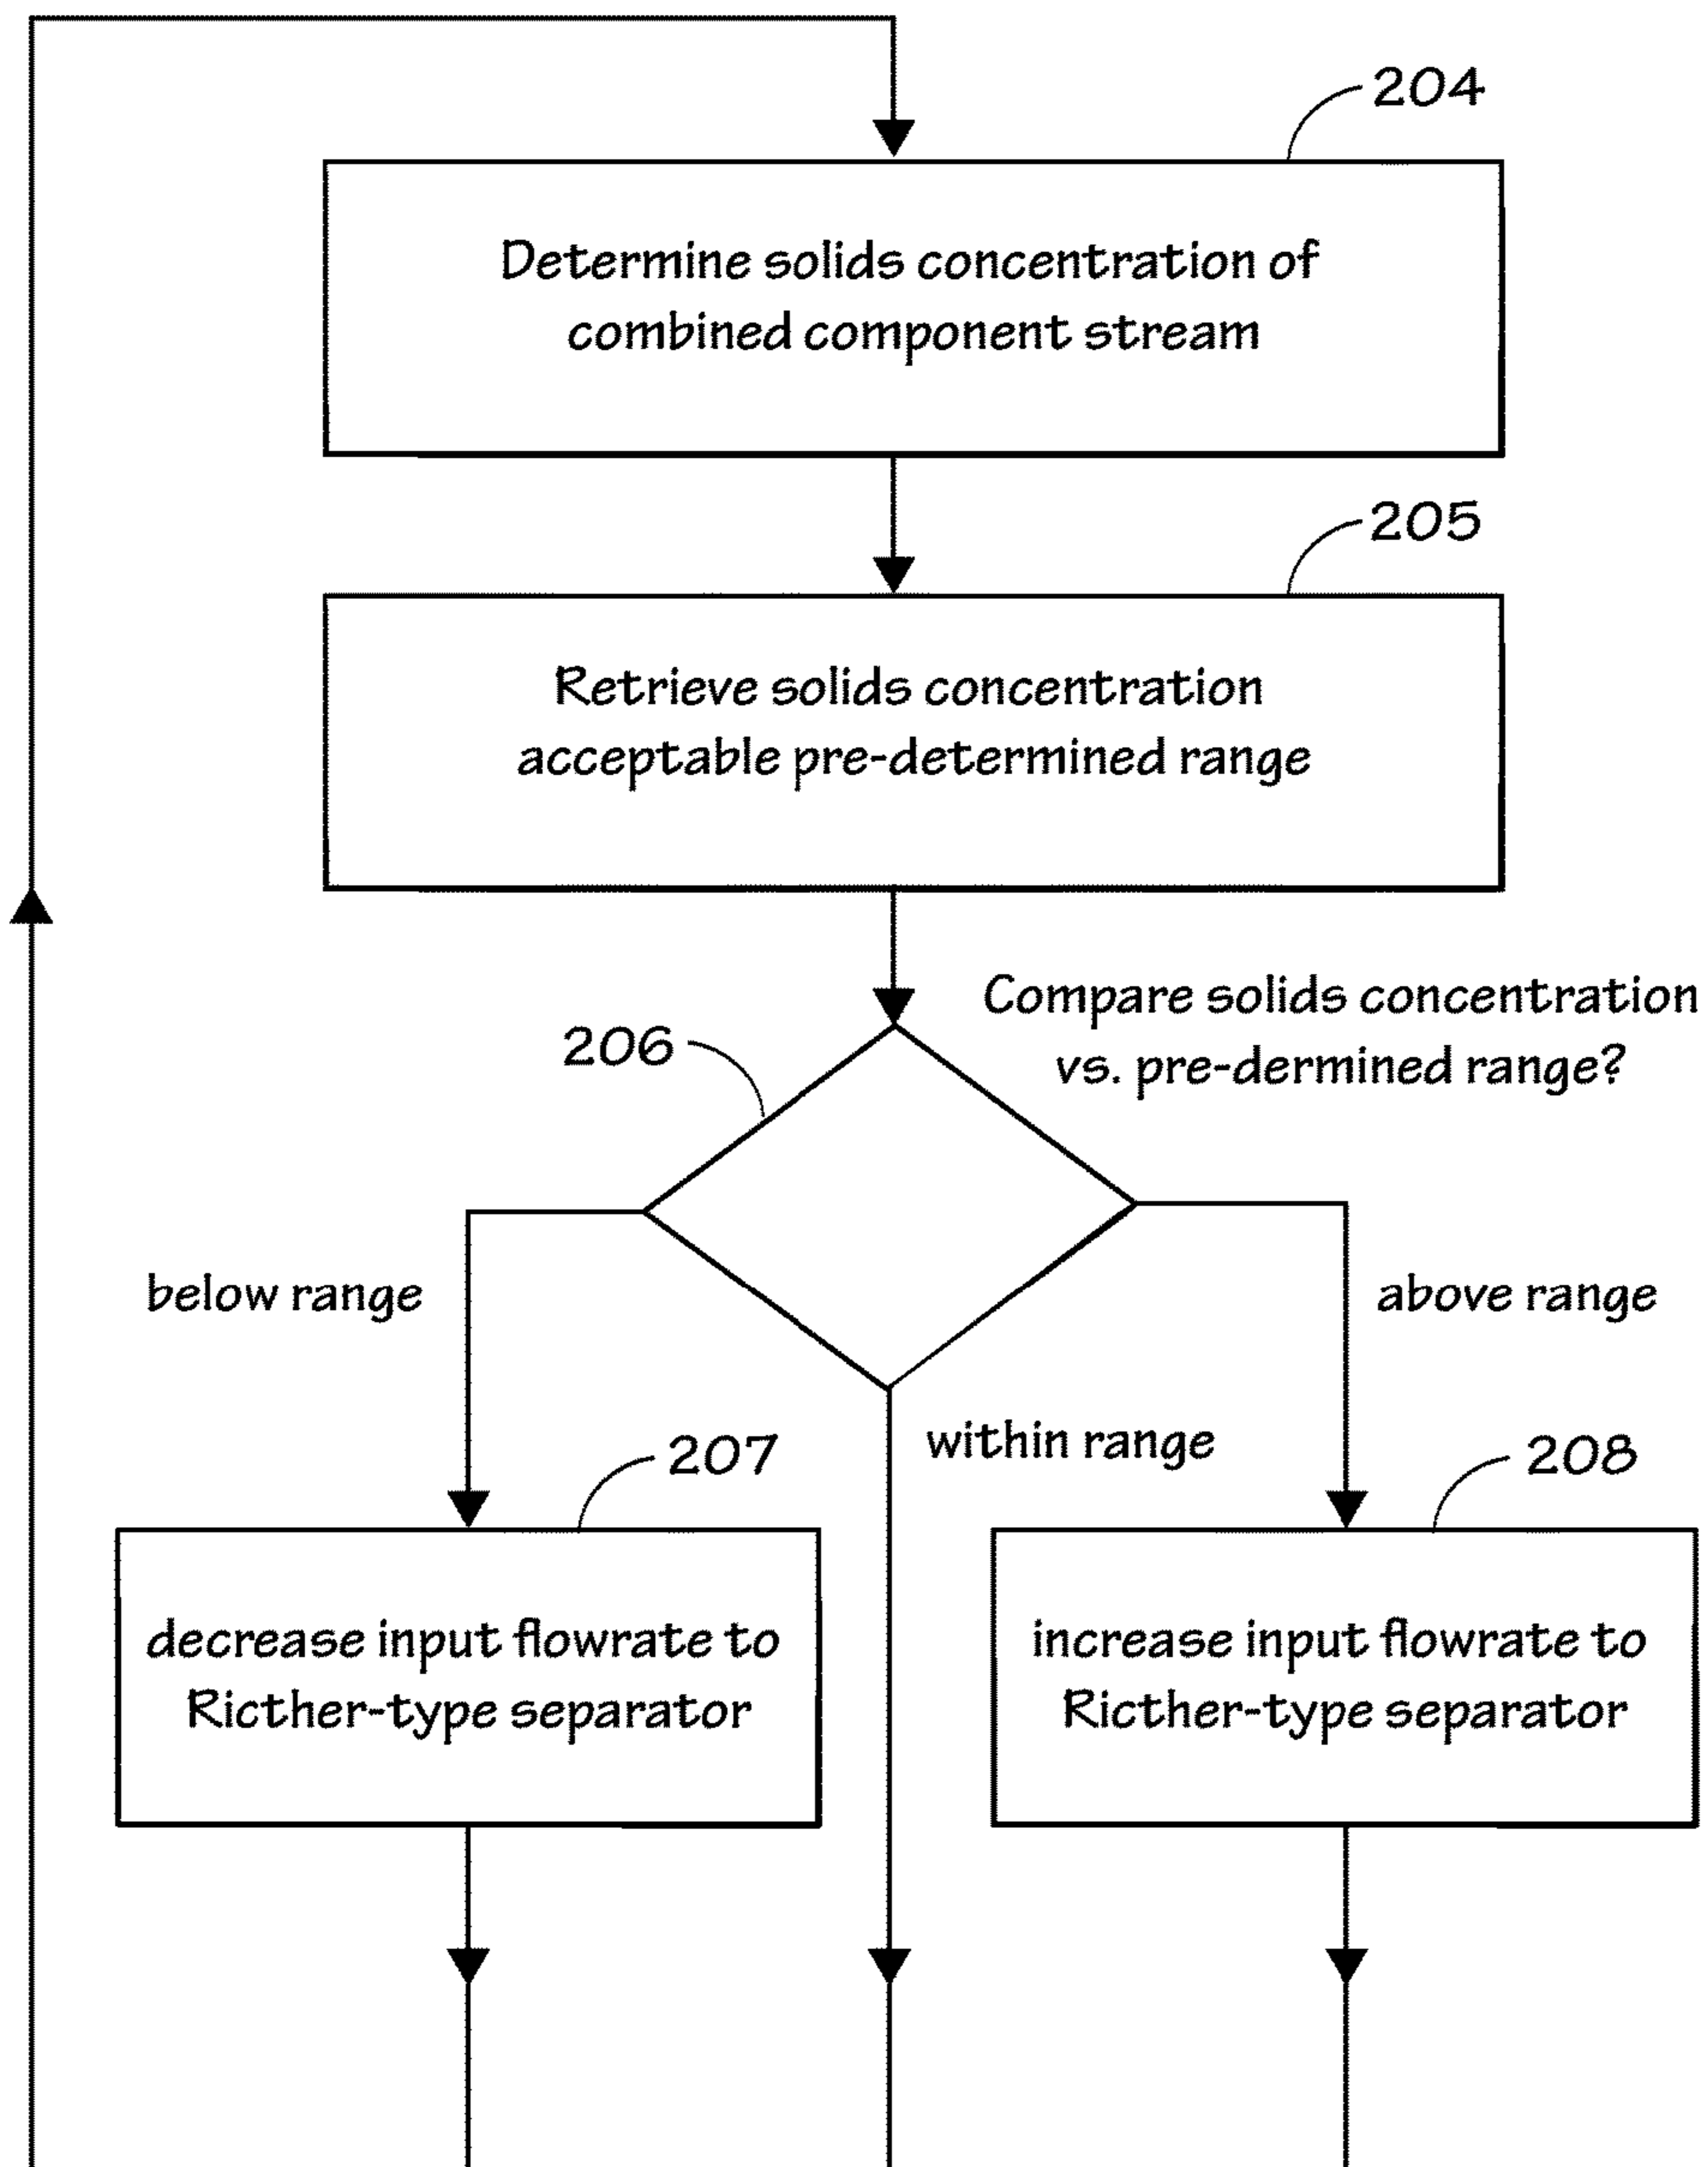 204
Determine solids concentration of
combined component stream
205
Retrieve solids concentration
acceptable pre-determined range
Compare solids concentration
vs. pre-dermined range?
206
below range
above range
within range
207
208
decrease input flowrate to
Ricther-type separator
increase input flowrate to
Ricther-type separator